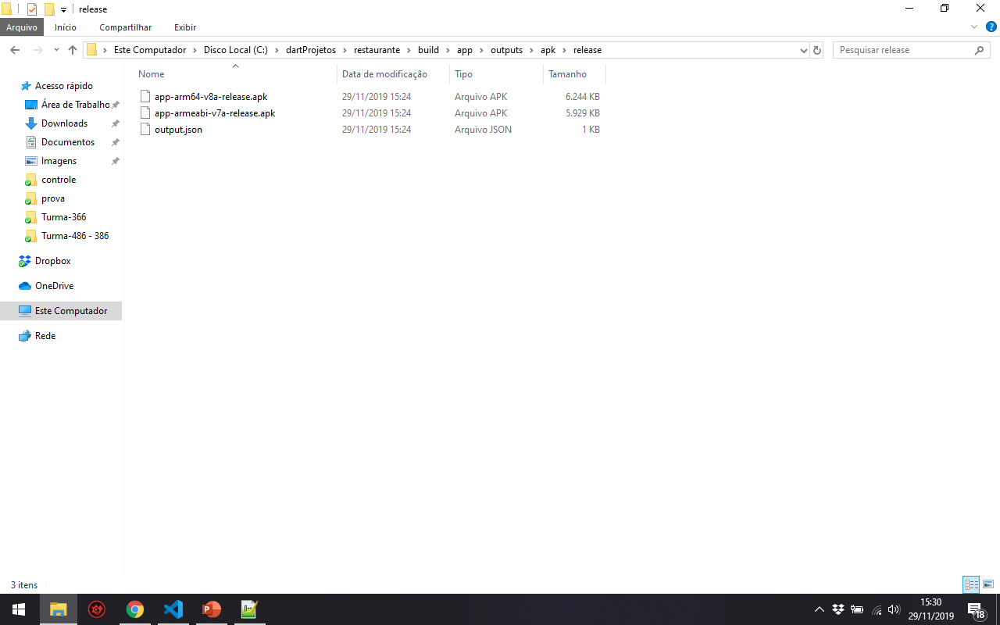 release
Arquivo Início Compartilhar Exibir
Este Computador Disco Local (C:) dartProjetos restaurante build app outputs apk release Pesquisar release
Nome Data de modificação Tipo Tamanho
app-arm64-v8a-release.apk 29/11/2019 15:24 Arquivo APK 6.244 KB
app-armeabi-v7a-release.apk 29/11/2019 15:24 Arquivo APK 5.929 KB
output.json 29/11/2019 15:24 Arquivo JSON 1 KB
Acesso rápido
Área de Trabalho
Downloads
Documentos
Imagens
controle
prova
Turma-366
Turma-486 - 386
Dropbox
OneDrive
Este Computador
Rede
3 itens
15:30
29/11/2019
18